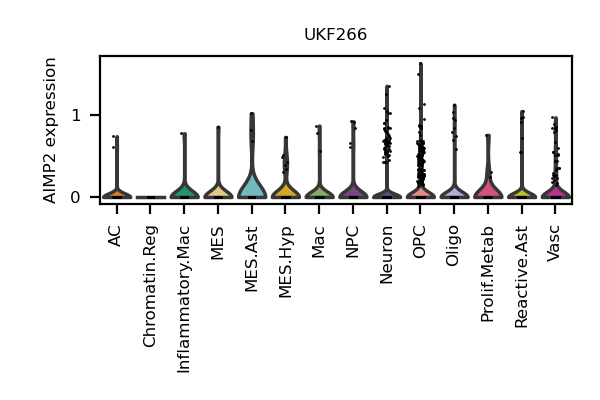 UKF266
AIMP2 expression
1
0
AC
Chromatin.Reg
Inflammatory.Mac
MES
MES.Ast
MES.Hyp
Mac
NPC
Neuron
OPC
Oligo
Prolif.Metab
Reactive.Ast
Vasc